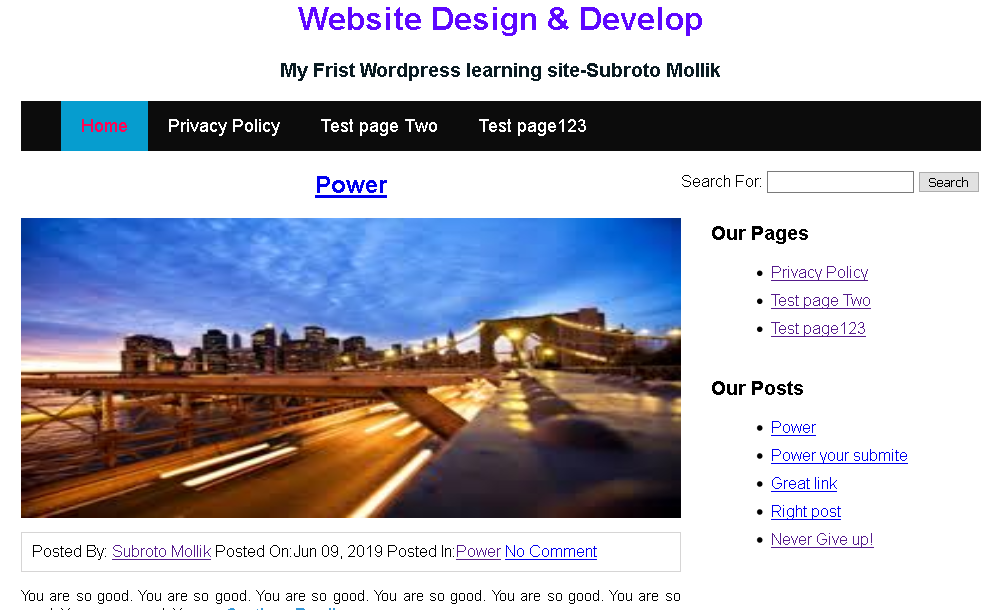 Website Design & Develop
My Frist Wordpress learning site-Subroto Mollik
Home Privacy Policy Test page Two Test page123
Power
Search For: Search
Our Pages
Privacy Policy
Test page Two
Test page123
Our Posts
Power
Power your submite
Great link
Right post
Never Give up!
Posted By: Subroto Mollik Posted On:Jun 09, 2019 Posted In:Power No Comment
You are so good. You are so good. You are so good. You are so good. You are so good. You are so